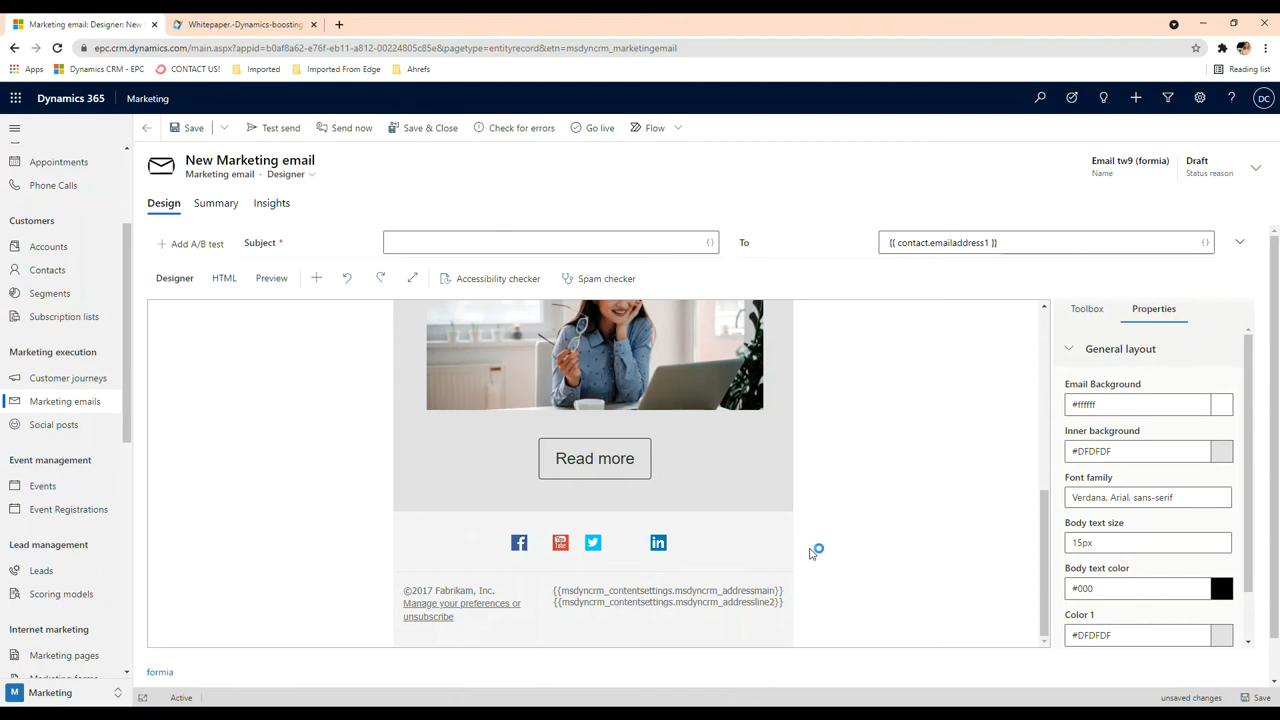 Marketing email: Designer: New
Whitepaper.-Dynamics-boosting
epc.crm.dynamics.com/main.aspx?appid=b0af8a62-e76f-eb11-a812-00224805c85e&pagetype=entityrecord&etn=msdyncrm_marketingemail
Apps
Dynamics CRM - EPC
CONTACT US!
Imported
Imported From Edge
Ahrefs
Reading list
Dynamics 365
Marketing
DC
Save
Test send
Send now
Save & Close
Check for errors
Go live
Flow
New Marketing email
Marketing email · Designer
Email tw9 (formia)
Name
Draft
Status reason
Design
Summary
Insights
Add A/B test
Subject *
{}
To
{{ contact.emailaddress1 }}
{}
Designer
HTML
Preview
Accessibility checker
Spam checker
Appointments
Phone Calls
Customers
Accounts
Contacts
Segments
Subscription lists
Marketing execution
Customer journeys
Marketing emails
Social posts
Event management
Events
Event Registrations
Lead management
Leads
Scoring models
Internet marketing
Marketing pages
Marketing forms
M
Marketing
Read more
You
Tube
©2017 Fabrikam, Inc.
Manage your preferences or
unsubscribe
{{msdyncrm_contentsettings.msdyncrm_addressmain}}
{{msdyncrm_contentsettings.msdyncrm_addressline2}}
Toolbox
Properties
General layout
Email Background
#ffffff
Inner background
#DFDFDF
Font family
Verdana, Arial, sans-serif
Body text size
15px
Body text color
#000
Color 1
#DFDFDF
formia
Active
unsaved changes
Save